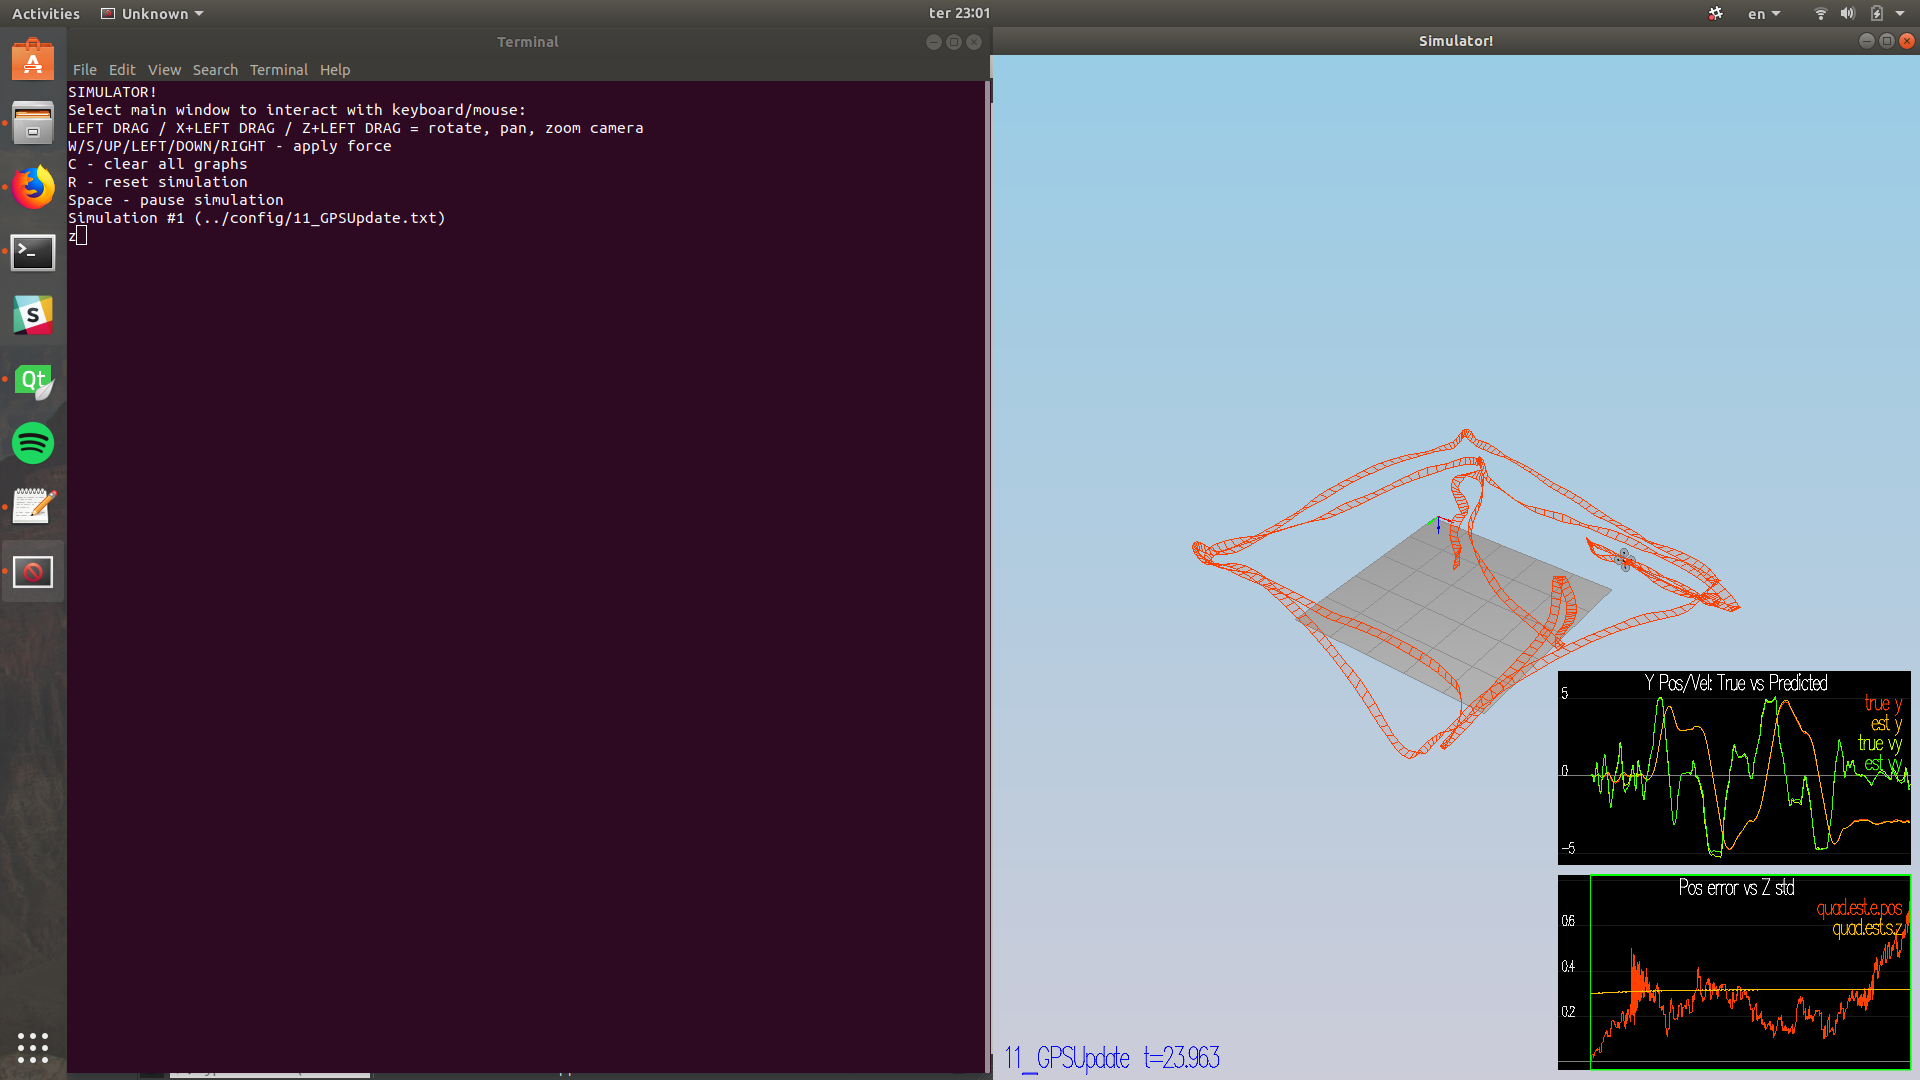 Activities Unknown ter 23:01 en
Terminal
File Edit View Search Terminal Help
SIMULATOR!
Select main window to interact with keyboard/mouse:
LEFT DRAG / X+LEFT DRAG / Z+LEFT DRAG = rotate, pan, zoom camera
W/S/UP/LEFT/DOWN/RIGHT - apply force
C - clear all graphs
R - reset simulation
Space - pause simulation
Simulation #1 (../config/11_GPSUpdate.txt)
z
A
>_
S
Qt
Simulator!
Y Pos/Vel: True vs Predicted
5
true y
est y
true vy
est vy
0
-5
Pos error vs Z std
quad.est.e.pos
quad.est.s.z
0.6
0.4
0.2
11_GPSUpdate t=23.963